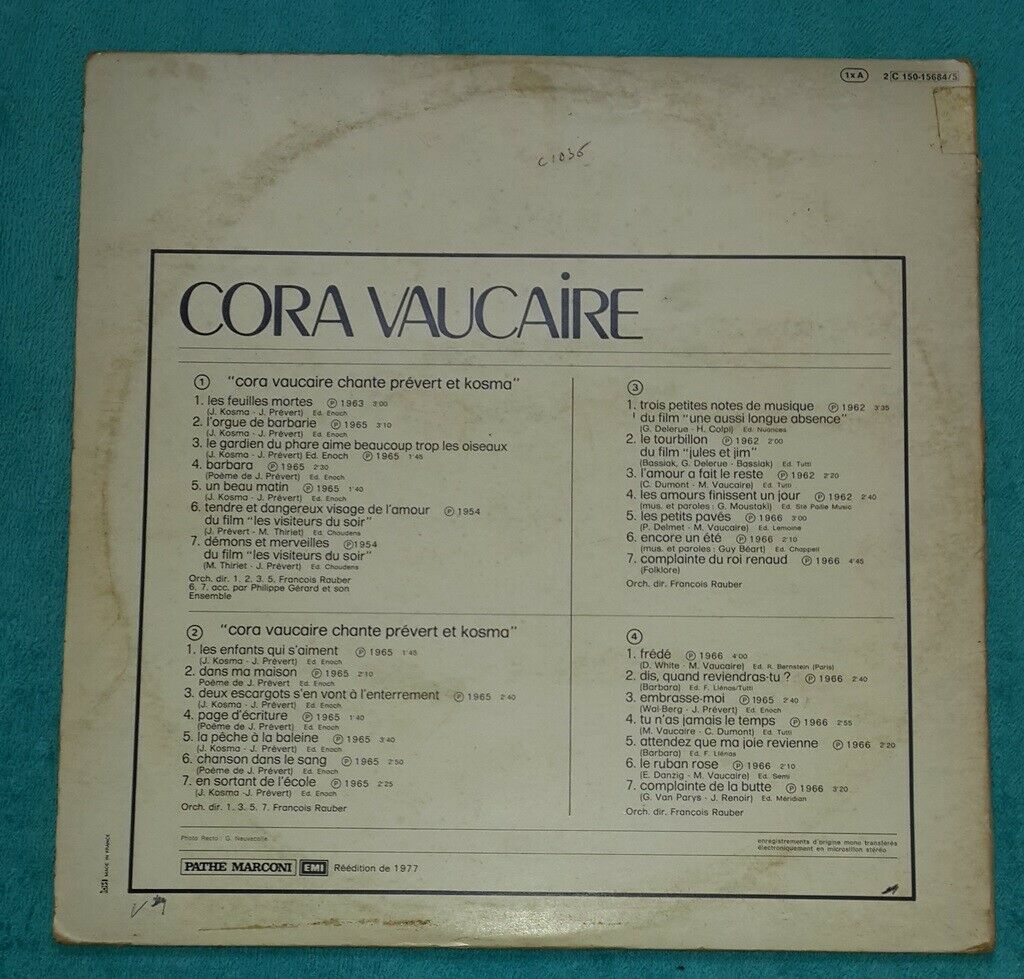 1xA 2 C 150-15684/5
C1035
CORA VAUCAIRE
1 "cora vaucaire chante prévert et kosma"
1. les feuilles mortes ℗ 1963 3'00
(J. Kosma - J. Prévert) Ed. Enoch
2. l'orgue de barbarie ℗ 1965 3'10
(J. Kosma - J. Prévert) Ed. Enoch
3. le gardien du phare aime beaucoup trop les oiseaux
(J. Kosma - J. Prévert) Ed. Enoch ℗ 1965 1'45
4. barbara ℗ 1965 2'30
(Poème de J. Prévert) Ed. Enoch
5. un beau matin ℗ 1965 1'40
(J. Kosma - J. Prévert) Ed. Enoch
6. tendre et dangereux visage de l'amour ℗ 1954
du film "les visiteurs du soir"
(J. Prévert - M. Thiriet) Ed. Choudens
7. démons et merveilles ℗ 1954
du film "les visiteurs du soir"
(M. Thiriet - J. Prévert) Ed. Choudens
Orch. dir. 1. 2. 3. 5, François Rauber
6. 7. acc. par Philippe Gérard et son
Ensemble
2 "cora vaucaire chante prévert et kosma"
1. les enfants qui s'aiment ℗ 1965 1'45
(J. Kosma - J. Prévert) Ed. Enoch
2. dans ma maison ℗ 1965 2'10
Poème de J. Prévert Ed. Enoch
3. deux escargots s'en vont à l'enterrement ℗ 1965 2'40
(J. Kosma - J. Prévert) Ed. Enoch
4. page d'écriture ℗ 1965 1'40
(Poème de J. Prévert) Ed. Enoch
5. la pêche à la baleine ℗ 1965 3'40
(J. Kosma - J. Prévert) Ed. Enoch
6. chanson dans le sang ℗ 1965 2'50
(Poème de J. Prévert) Ed. Enoch
7. en sortant de l'école ℗ 1965 2'25
(J. Kosma - J. Prévert) Ed. Enoch
Orch. dir. 1. 3. 5. 7. François Rauber
3
1. trois petites notes de musique ℗ 1962 3'35
du film "une aussi longue absence"
(G. Delerue - H. Colpi) Ed. Nuances
2. le tourbillon ℗ 1962 2'00
du film "jules et jim"
(Bassiak, G. Delerue - Bassiak) Ed. Tutti
3. l'amour a fait le reste ℗ 1962 2'20
(C. Dumont - M. Vaucaire) Ed. Tutti
4. les amours finissent un jour ℗ 1962 2'40
(mus. et paroles : G. Moustaki) Ed. Sté Polie Music
5. les petits pavés ℗ 1966 3'00
(P. Delmet - M. Vaucaire) Ed. Lemoine
6. encore un été ℗ 1966 2'10
(mus. et paroles : Guy Béart) Ed. Chappell
7. complainte du roi renaud ℗ 1966 4'45
(Folklore)
Orch. dir. François Rauber
4
1. frédé ℗ 1966 4'00
(D. White - M. Vaucaire) Ed. R. Bernstein (Paris)
2. dis, quand reviendras-tu ? ℗ 1966 2'40
(Barbara) Ed. F. Llénas/Tutti
3. embrasse-moi ℗ 1965 2'40
(Wal-Berg - J. Prévert) Ed. Enoch
4. tu n'as jamais le temps ℗ 1966 2'55
(M. Vaucaire - C. Dumont) Ed. Tutti
5. attendez que ma joie revienne ℗ 1966 2'20
(Barbara) Ed. F. Llénas
6. le ruban rose ℗ 1966 2'10
(E. Danzig - M. Vaucaire) Ed. Semi
7. complainte de la butte ℗ 1966 3'20
(G. Van Parys - J. Renoir) Ed. Méridian
Orch. dir. François Rauber
Photo Recto : G. Neuvecelle
enregistrements d'origine mono transférés
électroniquement en microsillon stéréo
PATHE MARCONI EMI Réédition de 1977
MADE IN FRANCE